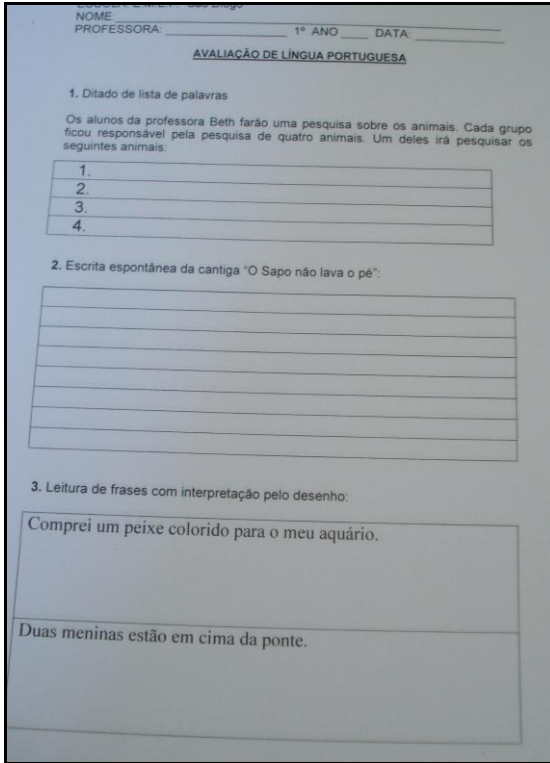 NOME:
PROFESSORA: 1º ANO DATA:
AVALIAÇÃO DE LÍNGUA PORTUGUESA
1. Ditado de lista de palavras
Os alunos da professora Beth farão uma pesquisa sobre os animais. Cada grupo
ficou responsável pela pesquisa de quatro animais. Um deles irá pesquisar os
seguintes animais:
1.
2.
3.
4.
2. Escrita espontânea da cantiga "O Sapo não lava o pé":
3. Leitura de frases com interpretação pelo desenho:
Comprei um peixe colorido para o meu aquário.
Duas meninas estão em cima da ponte.